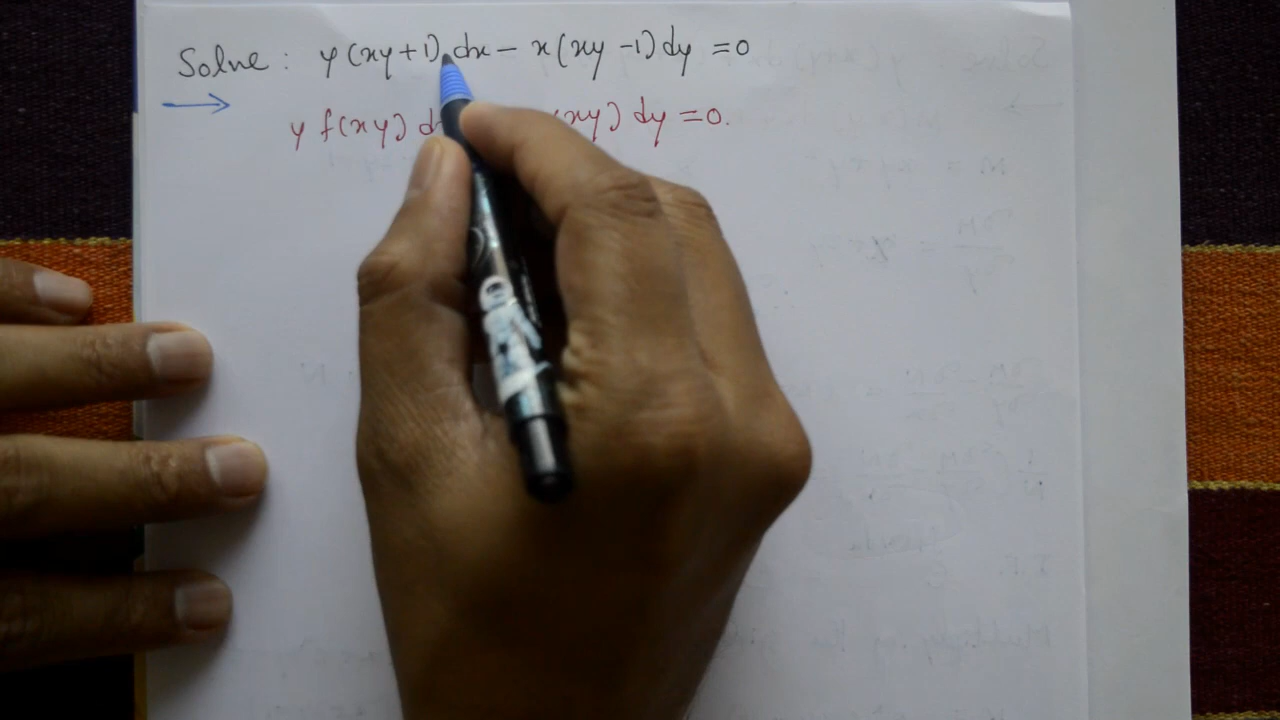 Solve : y(xy+1) dx - x(xy-1)dy = 0
y f(xy) (xy) dy = 0.